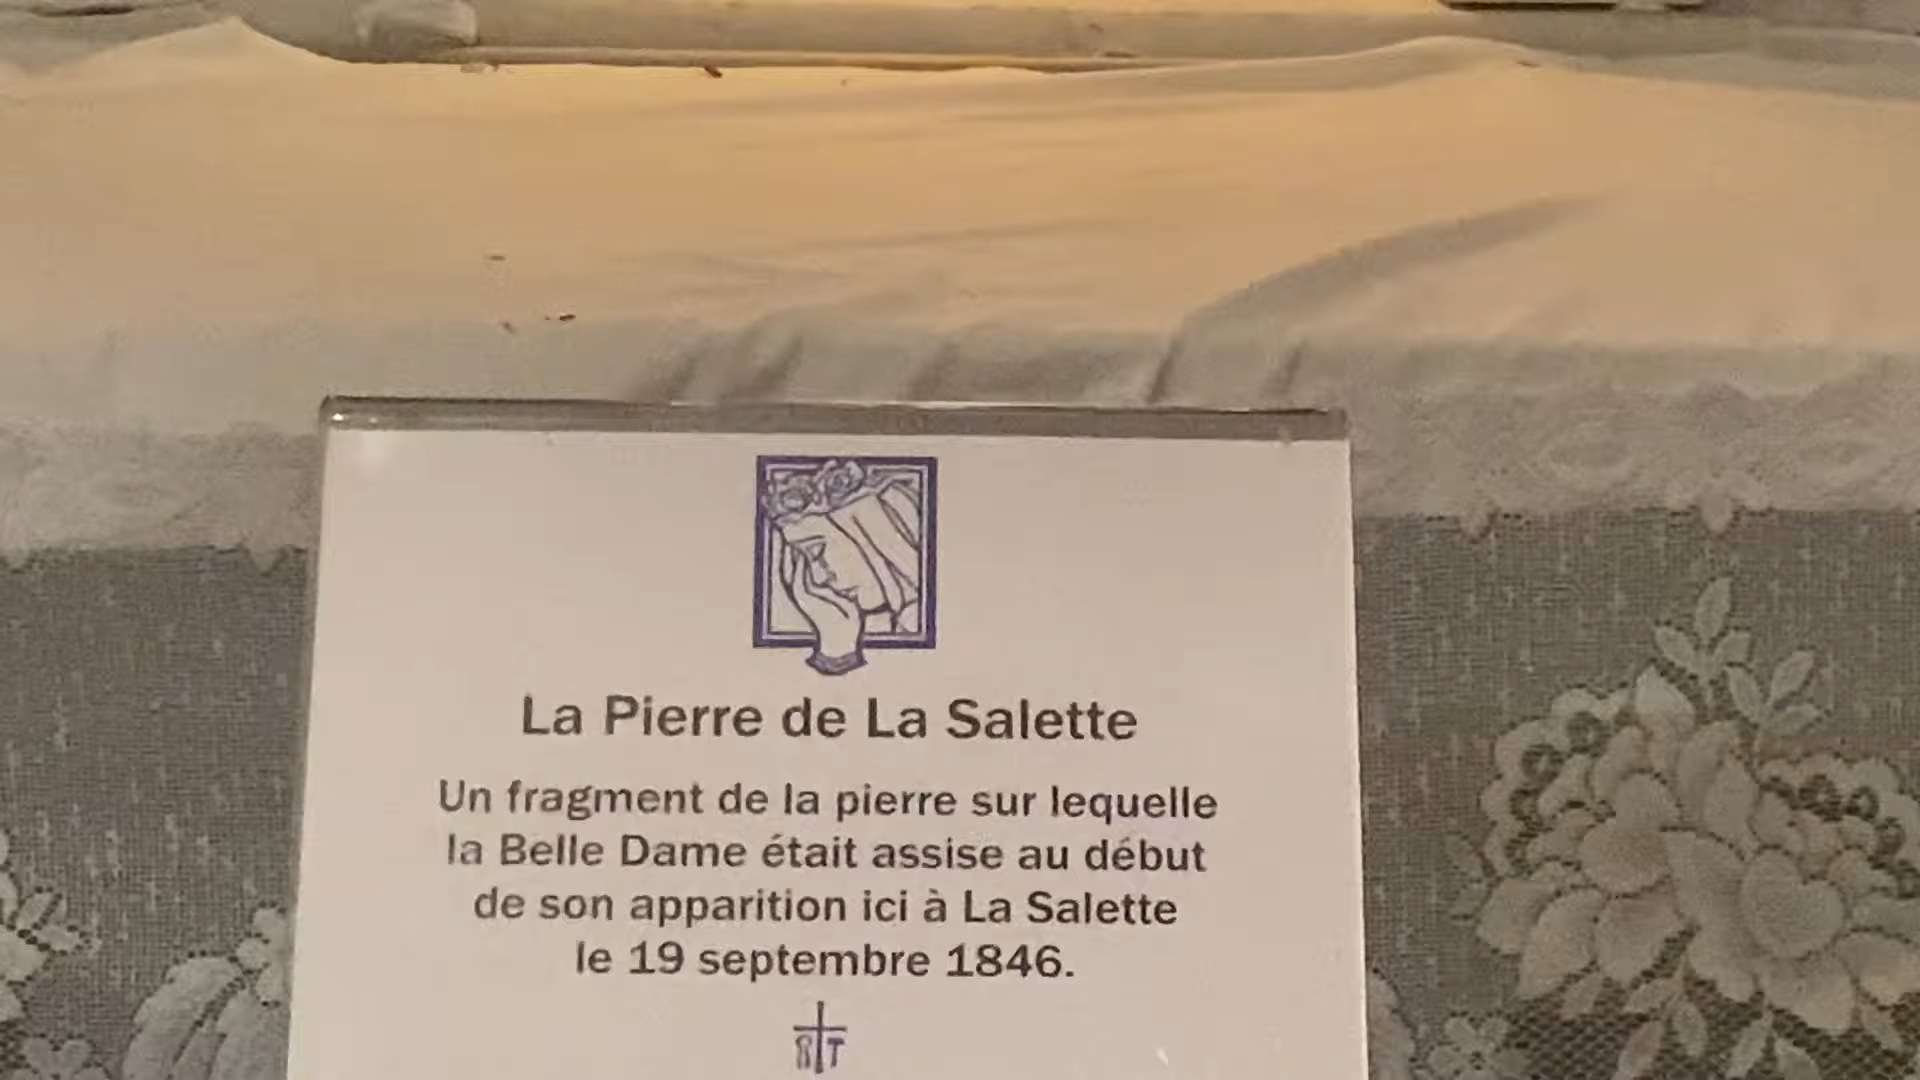 La Pierre de La Salette
Un fragment de la pierre sur lequelle
la Belle Dame était assise au début
de son apparition ici à La Salette
le 19 septembre 1846.